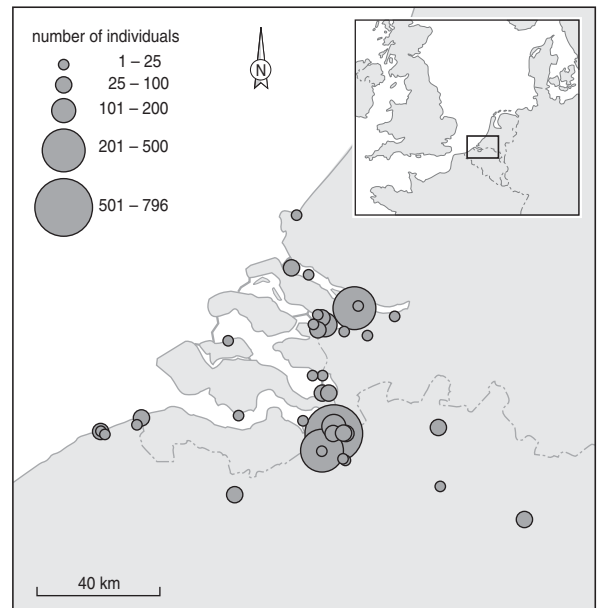 number of individuals
1 – 25
25 – 100
101 – 200
201 – 500
501 – 796
N
40 km